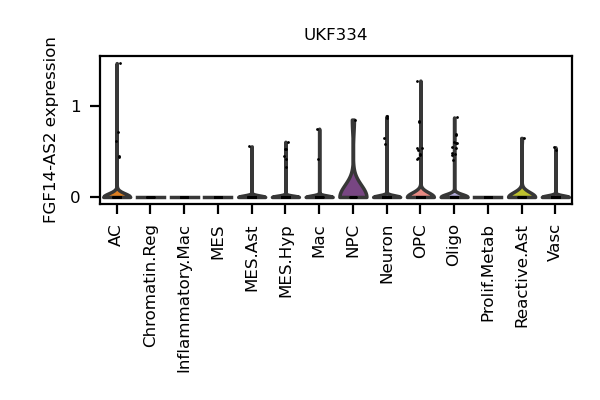 UKF334
FGF14-AS2 expression
1
0
AC
Chromatin.Reg
Inflammatory.Mac
MES
MES.Ast
MES.Hyp
Mac
NPC
Neuron
OPC
Oligo
Prolif.Metab
Reactive.Ast
Vasc